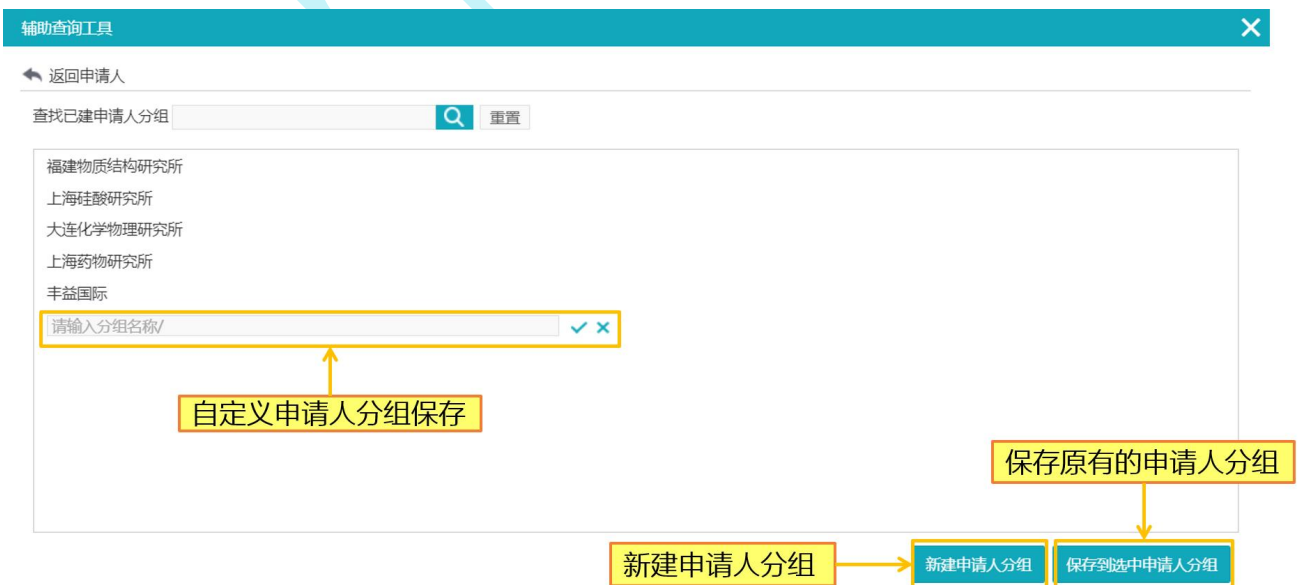 辅助查询工具
返回申请人
查找已建申请人分组 重置
福建物质结构研究所
上海硅酸研究所
大连化学物理研究所
上海药物研究所
丰益国际
请输入分组名称/
自定义申请人分组保存
保存原有的申请人分组
新建申请人分组 新建申请人分组 保存到选中申请人分组